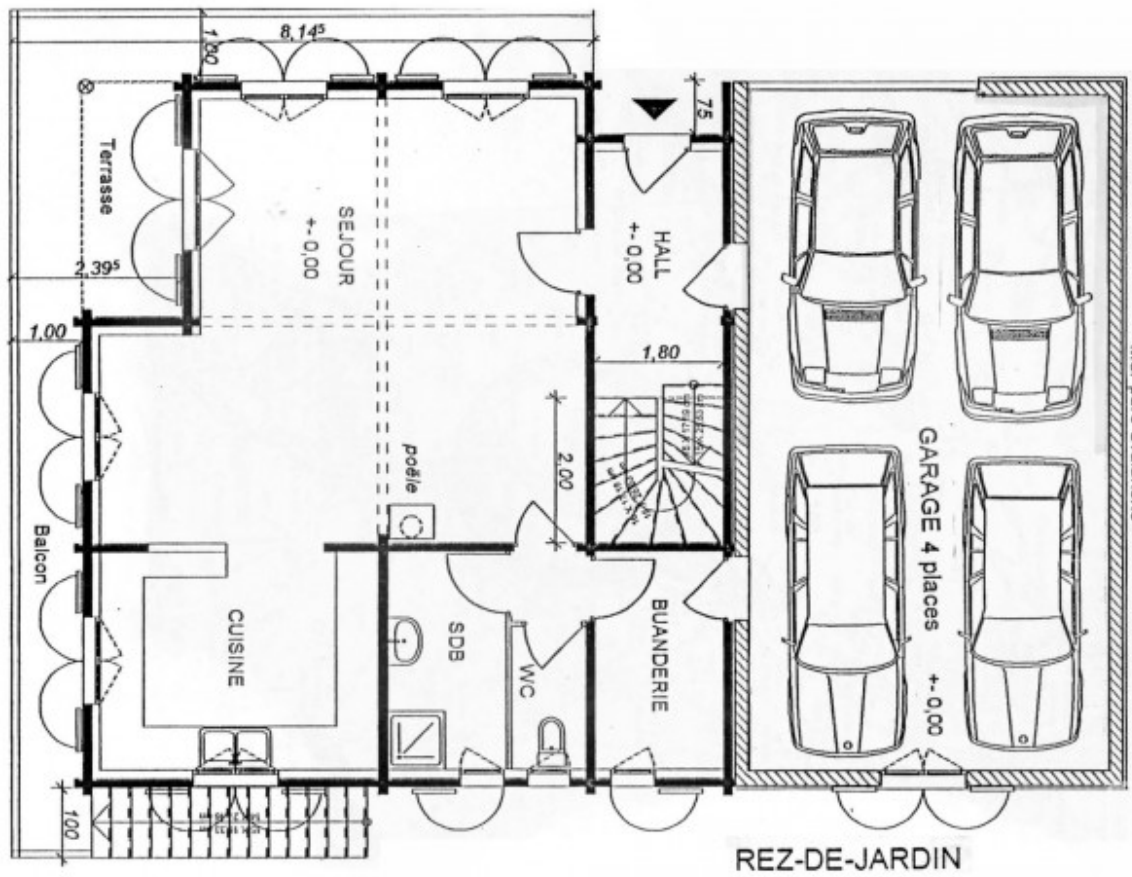 8,14⁵
1,00
75
Terrasse
SEJOUR
+- 0,00
HALL
+- 0,00
2,39⁵
1,00
1,80
2,00
poêle
GARAGE 4 places
+- 0,00
Balcon
CUISINE
SDB
WC
BUANDERIE
100
REZ-DE-JARDIN